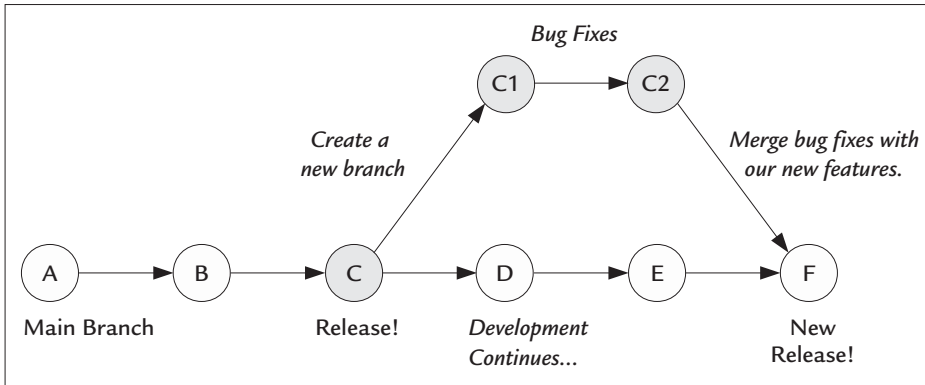 Bug Fixes
C1
C2
Create a
new branch
Merge bug fixes with
our new features.
A
B
C
D
E
F
Main Branch
Release!
Development
Continues...
New
Release!